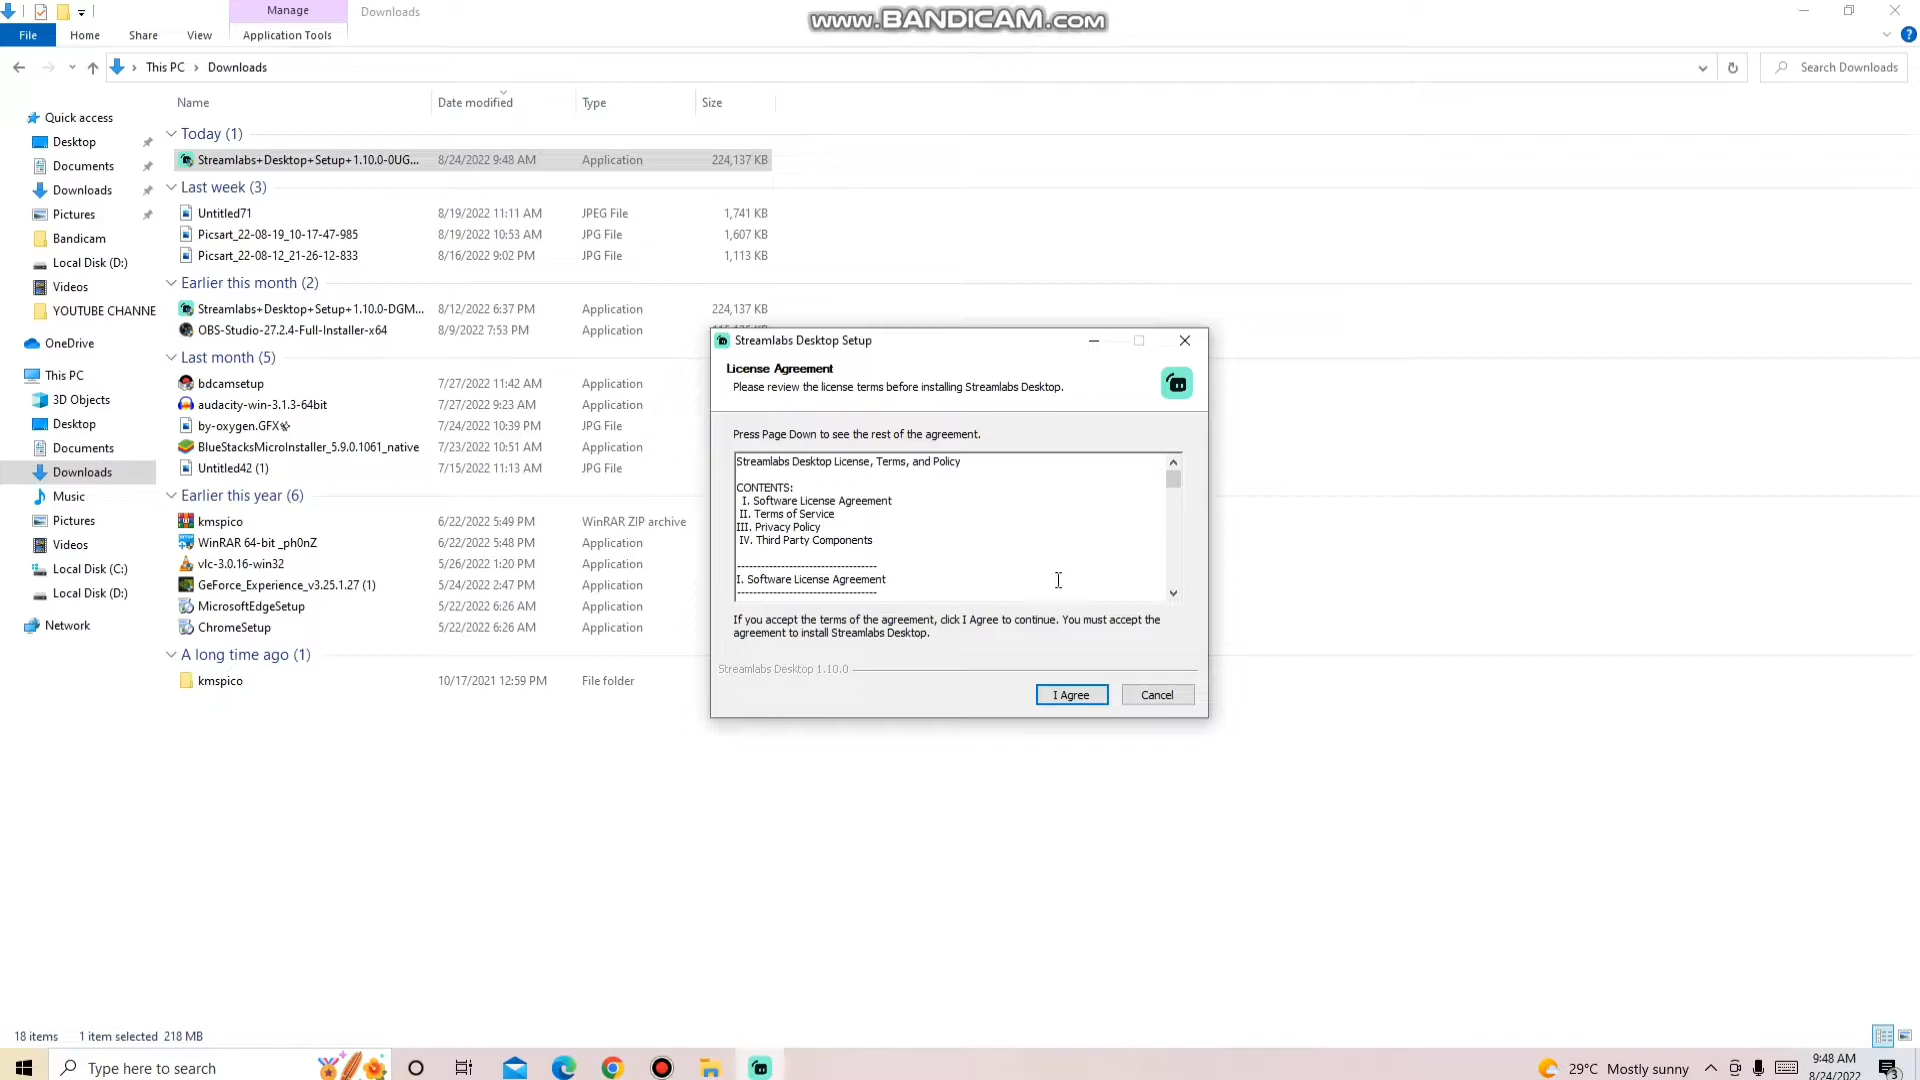 Manage
Downloads
www.BANDICAM.com
File
Home
Share
View
Application Tools
This PC
Downloads
Search Downloads
Name
Date modified
Type
Size
Quick access
Desktop
Documents
Downloads
Pictures
Bandicam
Local Disk (D:)
Videos
YOUTUBE CHANNE
OneDrive
This PC
3D Objects
Desktop
Documents
Downloads
Music
Pictures
Videos
Local Disk (C:)
Local Disk (D:)
Network
Today (1)
Streamlabs+Desktop+Setup+1.10.0-0UG... 8/24/2022 9:48 AM Application 224,137 KB
Last week (3)
Untitled71 8/19/2022 11:11 AM JPEG File 1,741 KB
Picsart_22-08-19_10-17-47-985 8/19/2022 10:53 AM JPG File 1,607 KB
Picsart_22-08-12_21-26-12-833 8/16/2022 9:02 PM JPG File 1,113 KB
Earlier this month (2)
Streamlabs+Desktop+Setup+1.10.0-DGM... 8/12/2022 6:37 PM Application 224,137 KB
OBS-Studio-27.2.4-Full-Installer-x64 8/9/2022 7:53 PM Application
Last month (5)
bdcamsetup 7/27/2022 11:42 AM Application
audacity-win-3.1.3-64bit 7/27/2022 9:23 AM Application
by-oxygen.GFX 7/24/2022 10:39 PM JPG File
BlueStacksMicroInstaller_5.9.0.1061_native 7/23/2022 10:51 AM Application
Untitled42 (1) 7/15/2022 11:13 AM JPG File
Earlier this year (6)
kmspico 6/22/2022 5:49 PM WinRAR ZIP archive
WinRAR 64-bit _ph0nZ 6/22/2022 5:48 PM Application
vlc-3.0.16-win32 5/26/2022 1:20 PM Application
GeForce_Experience_v3.25.1.27 (1) 5/24/2022 2:47 PM Application
MicrosoftEdgeSetup 5/22/2022 6:26 AM Application
ChromeSetup 5/22/2022 6:26 AM Application
A long time ago (1)
kmspico 10/17/2021 12:59 PM File folder
Streamlabs Desktop Setup
License Agreement
Please review the license terms before installing Streamlabs Desktop.
Press Page Down to see the rest of the agreement.
Streamlabs Desktop License, Terms, and Policy
CONTENTS:
I. Software License Agreement
II. Terms of Service
III. Privacy Policy
IV. Third Party Components
-----------------------------------
I. Software License Agreement
-----------------------------------
If you accept the terms of the agreement, click I Agree to continue. You must accept the
agreement to install Streamlabs Desktop.
Streamlabs Desktop 1.10.0
I Agree
Cancel
18 items
1 item selected 218 MB
Type here to search
29°C Mostly sunny
9:48 AM
8/24/2022
3